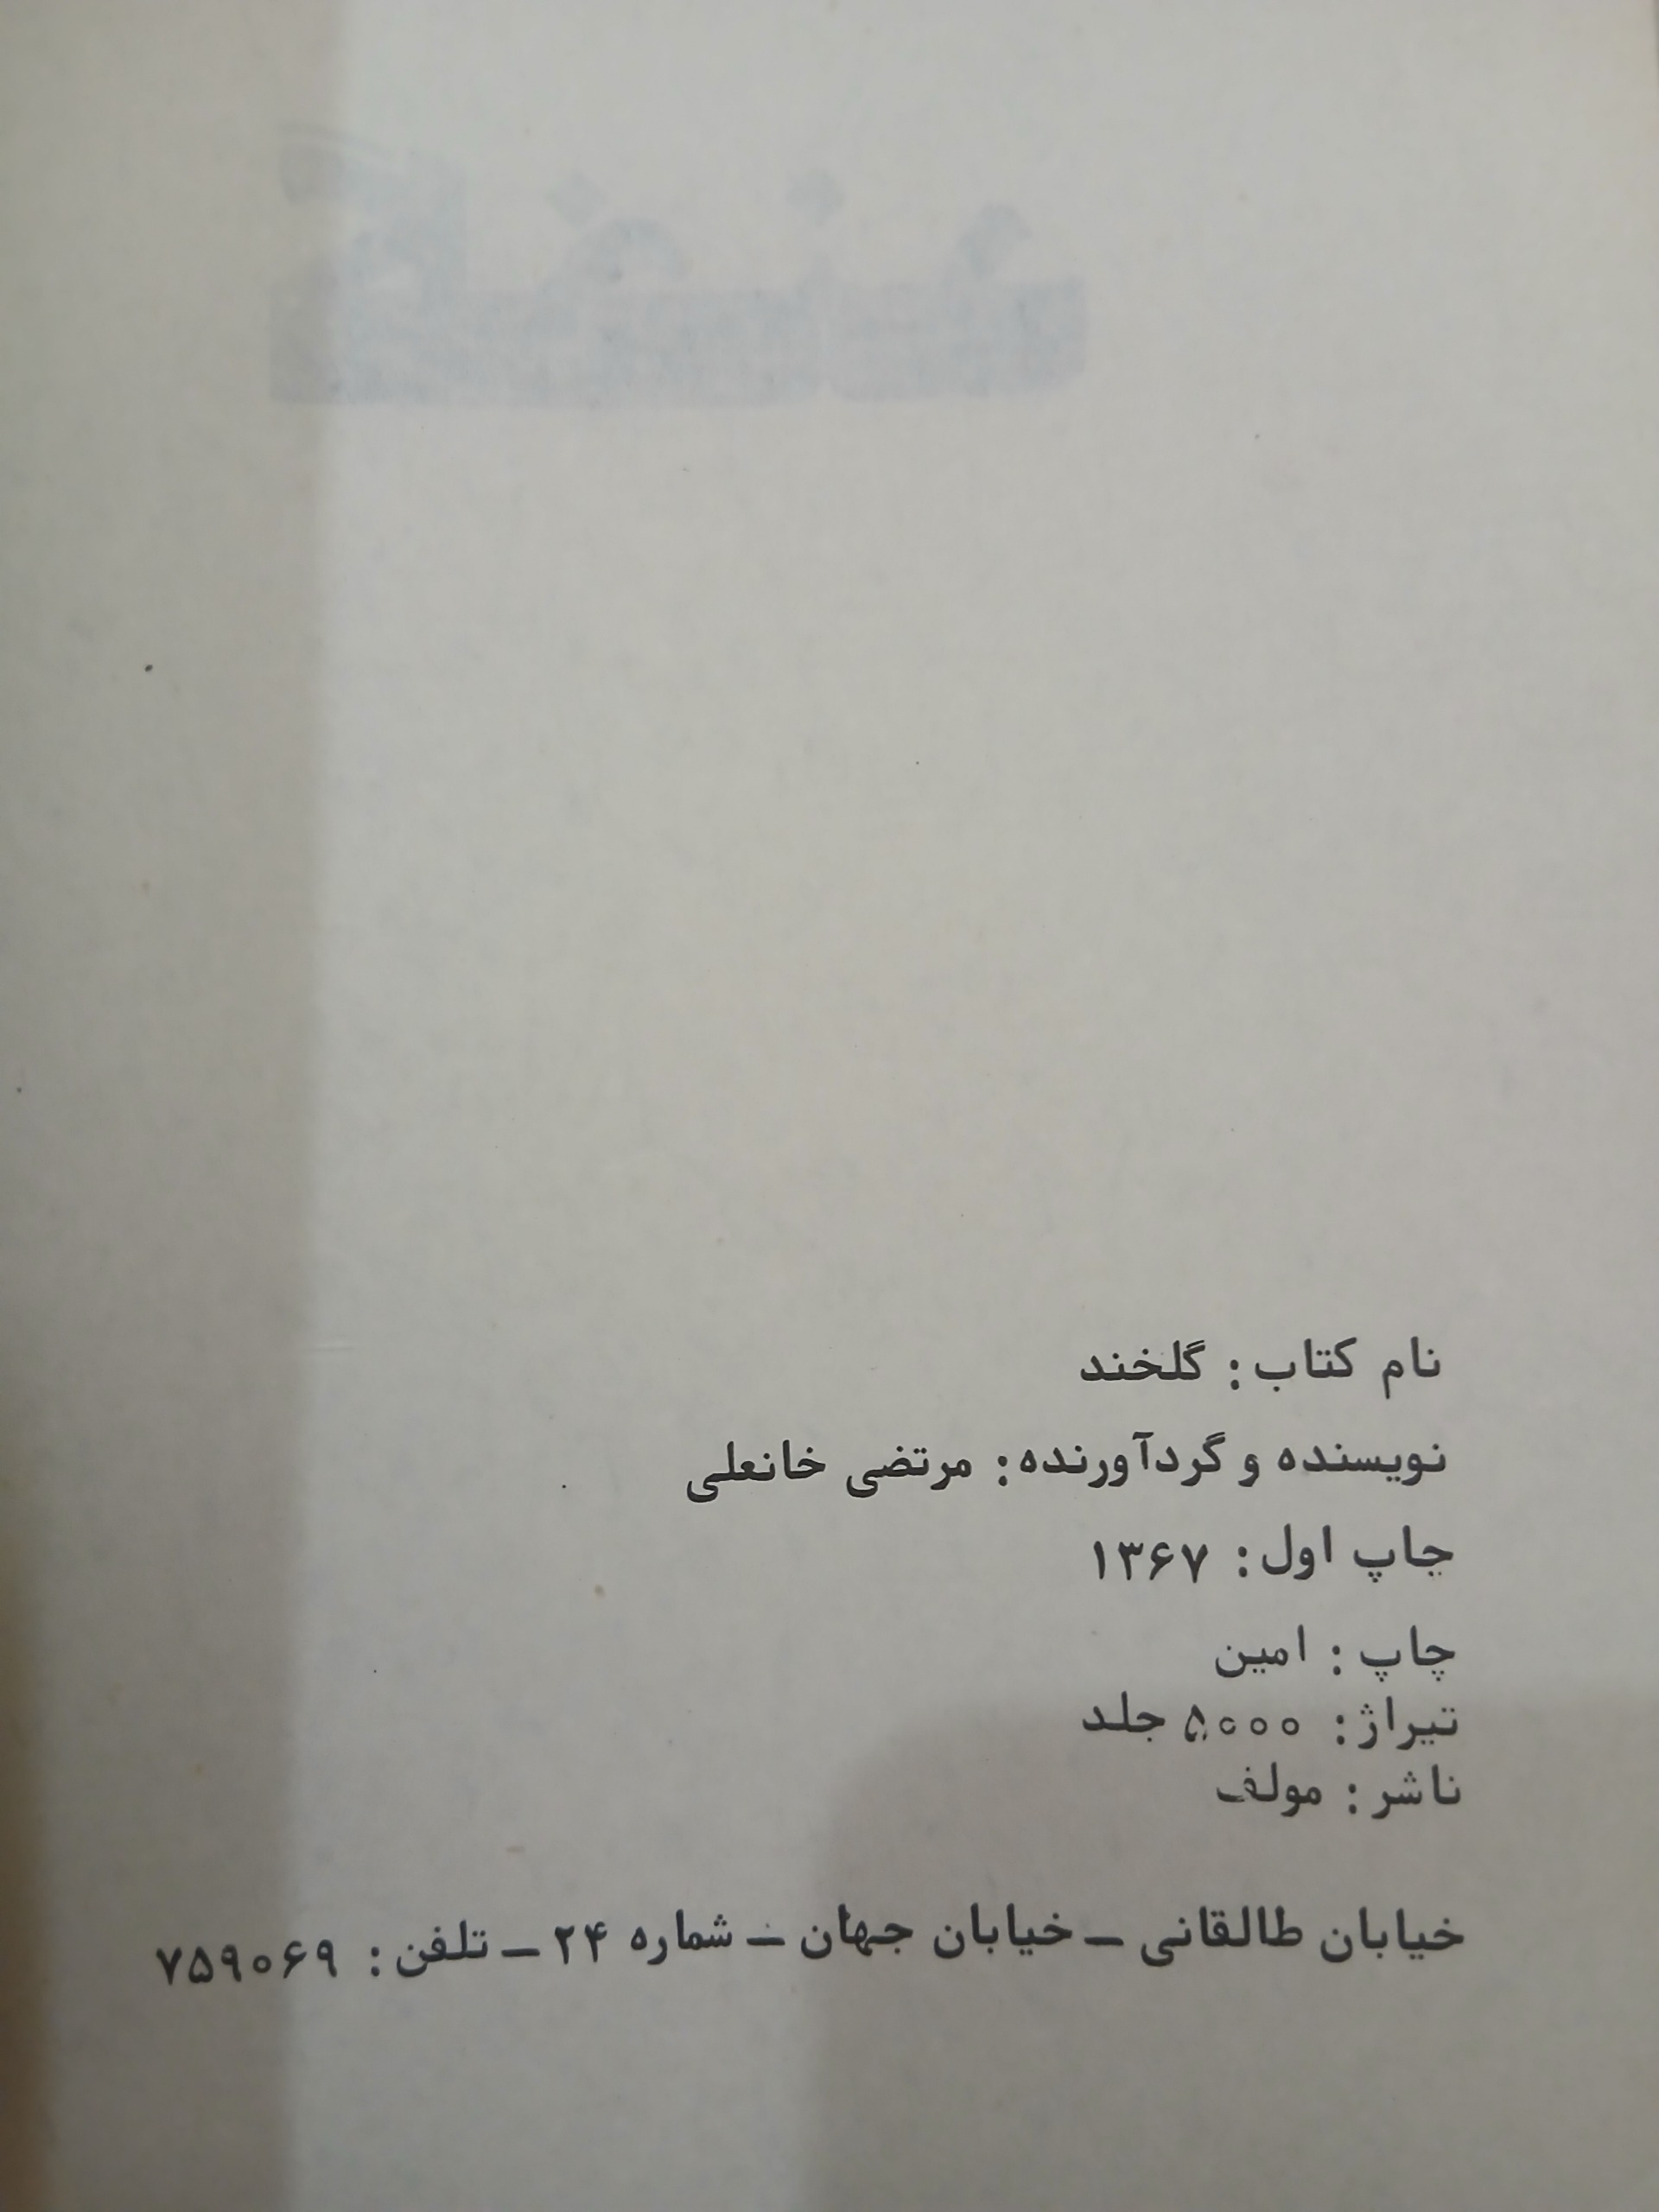 نام کتاب: گلخند
نویسنده و گردآورنده: مرتضی خانعلی
چاپ اول: ۱۳۶۷
چاپ: امین
تیراژ: ۵۰۰۰ جلد
ناشر: مولف
خیابان طالقانی ـ خیابان جهان ـ شماره ۲۴ ـ تلفن: ۷۵۹۰۶۹